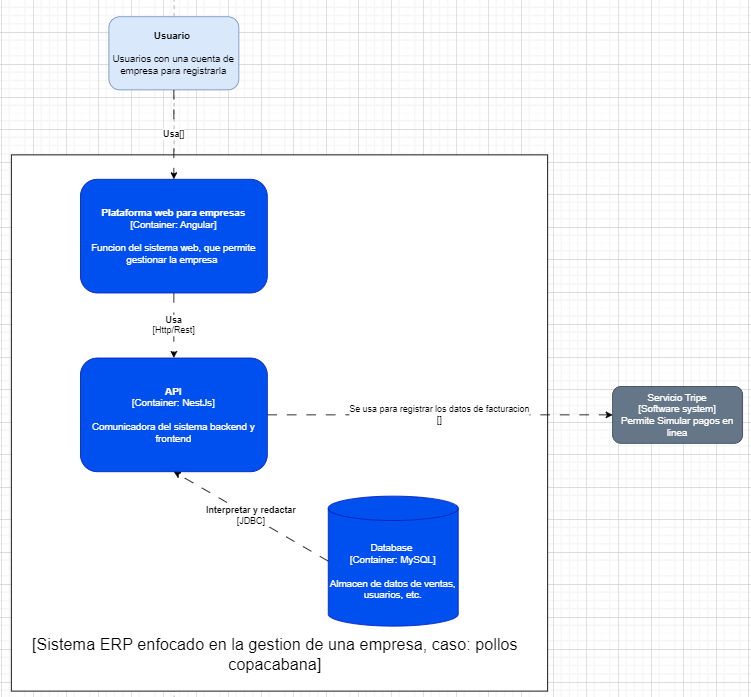 Usuario
Usuarios con una cuenta de
empresa para registrarla
Usa[]
Plataforma web para empresas
[Container: Angular]
Funcion del sistema web, que permite
gestionar la empresa
Usa
[Http/Rest]
API
[Container: NestJs]
Comunicadora del sistema backend y
frontend
Se usa para registrar los datos de facturacion
[]
Servicio Tripe
[Software system]
Permite Simular pagos en
linea
Interpretar y redactar
[JDBC]
Database
[Container: MySQL]
Almacen de datos de ventas,
usuarios, etc.
[Sistema ERP enfocado en la gestion de una empresa, caso: pollos
copacabana]